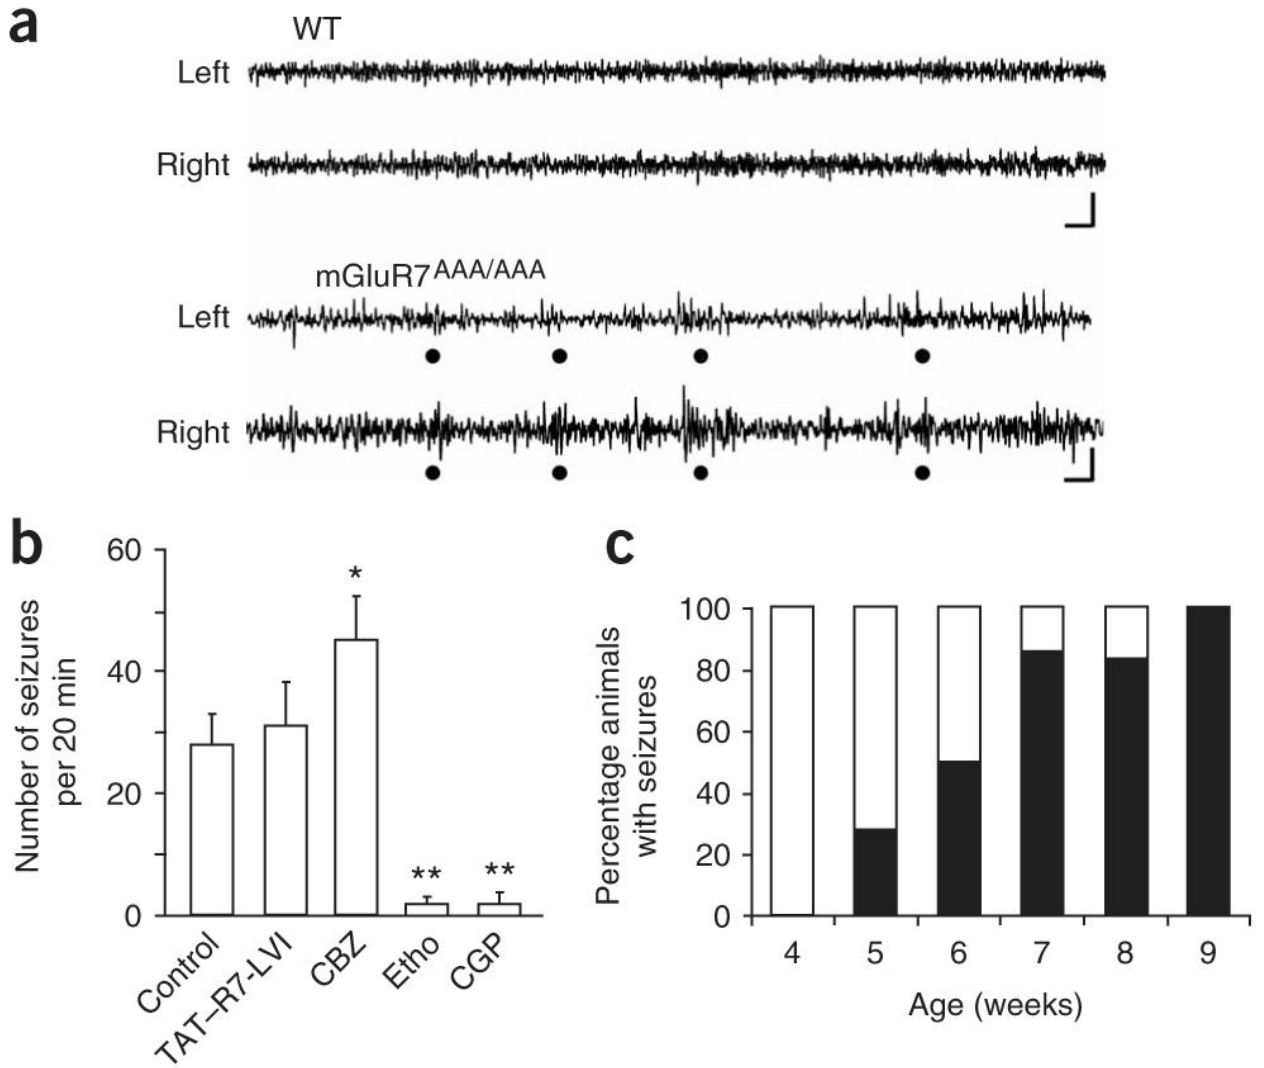 a
WT
Left
Right
mGluR7AAA/AAA
Left
Right
b
Number of seizures
per 20 min
60
40
20
0
*
**
**
Control
TAT–R7-LVI
CBZ
Etho
CGP
c
Percentage animals
with seizures
100
80
60
40
20
0
4 5 6 7 8 9
Age (weeks)